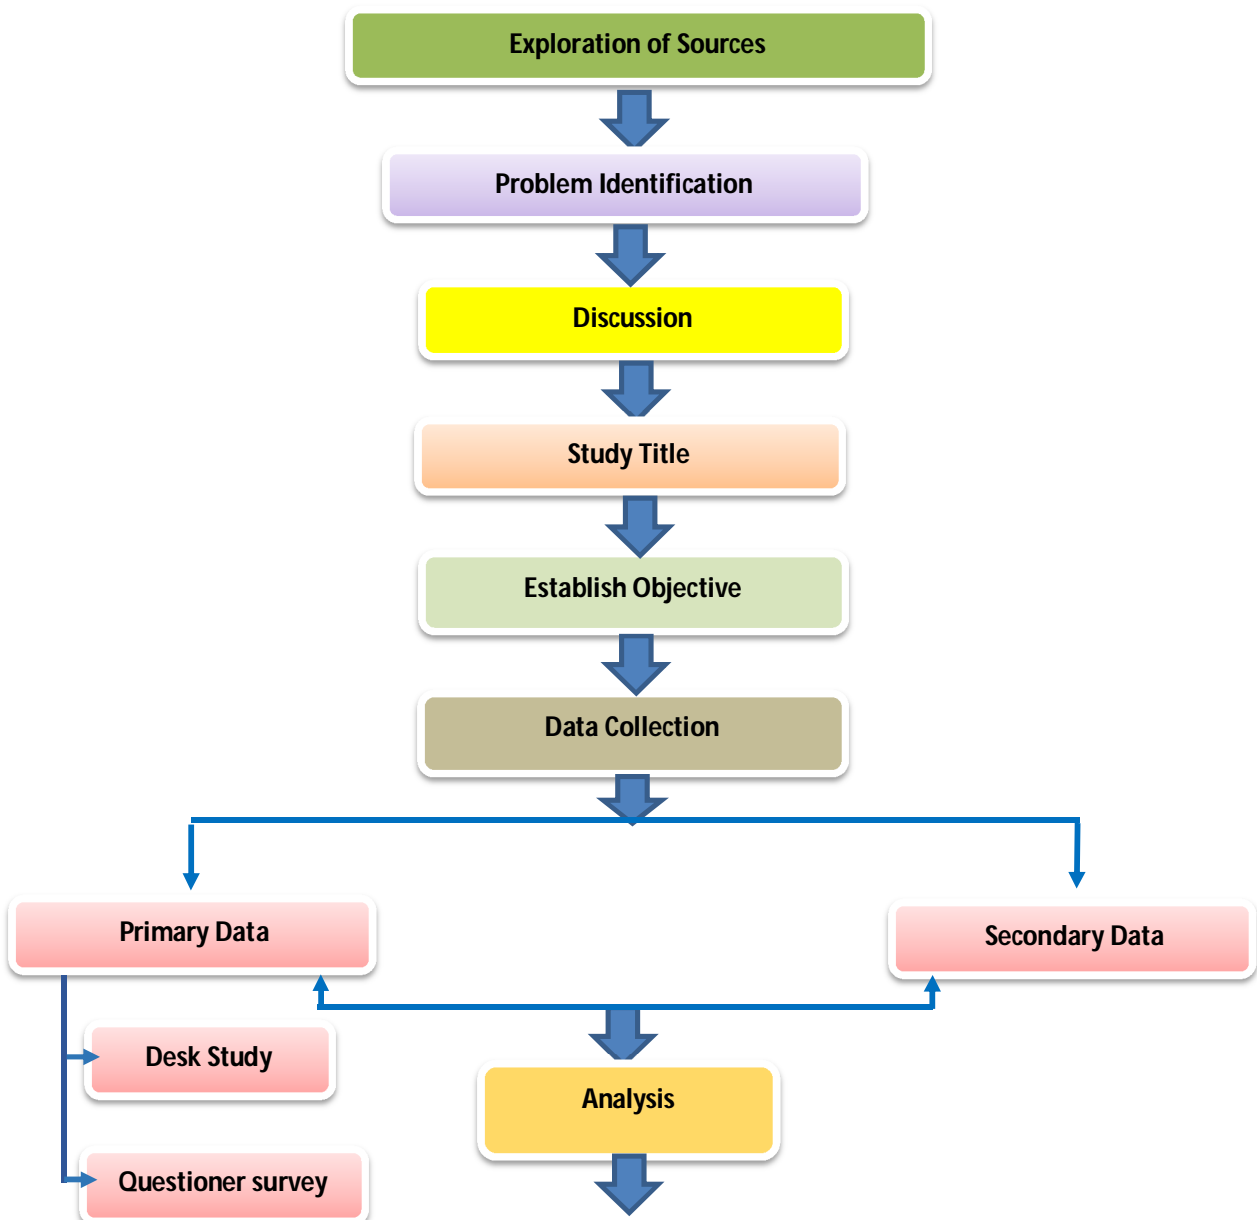 Exploration of Sources
Problem Identification
Discussion
Study Title
Establish Objective
Data Collection
Primary Data
Secondary Data
Desk Study
Analysis
Questioner survey